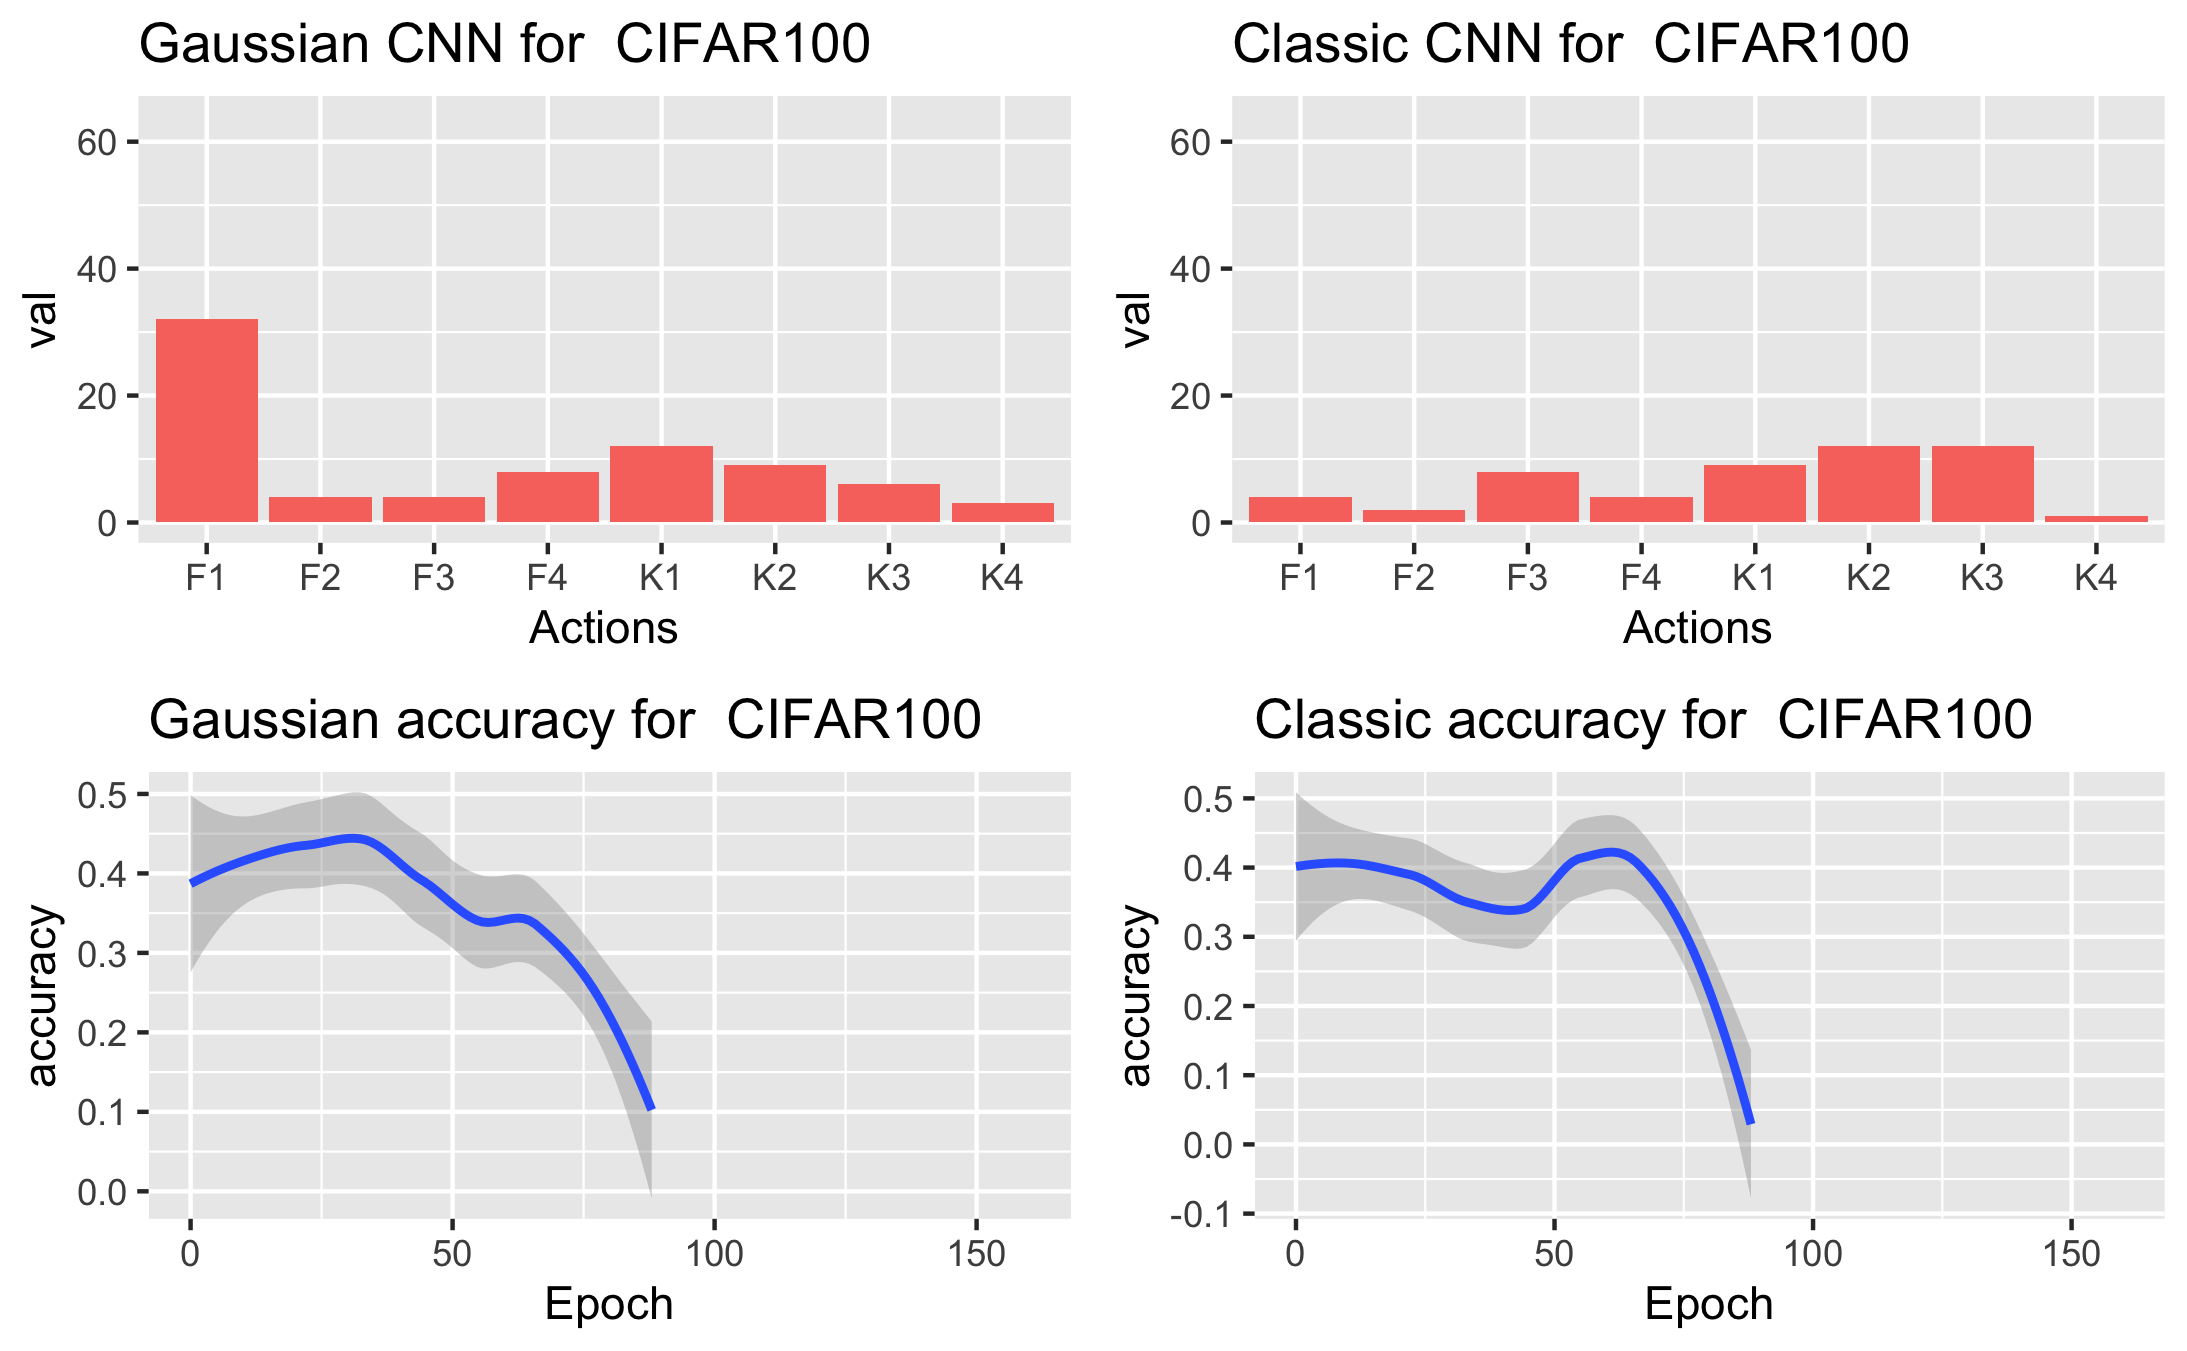 Gaussian CNN for  CIFAR100
60
40
20
0
val
F1 F2 F3 F4 K1 K2 K3 K4
Actions
Classic CNN for  CIFAR100
60
40
20
0
val
F1 F2 F3 F4 K1 K2 K3 K4
Actions
Gaussian accuracy for  CIFAR100
0.5
0.4
0.3
0.2
0.1
0.0
accuracy
0 50 100 150
Epoch
Classic accuracy for  CIFAR100
0.5
0.4
0.3
0.2
0.1
0.0
-0.1
accuracy
0 50 100 150
Epoch